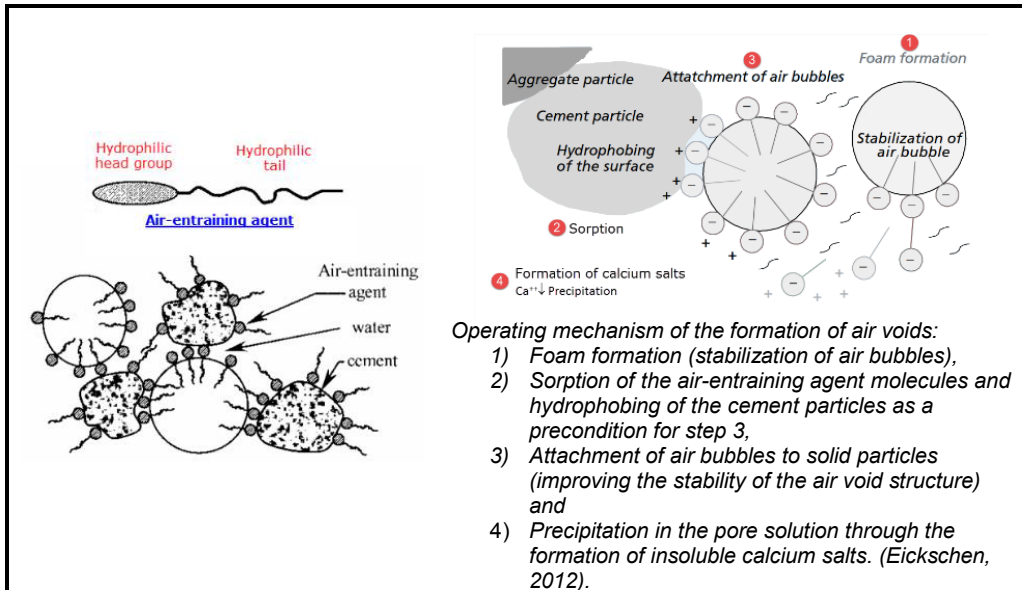 Hydrophilic
head group
Hydrophilic
tail
Air-entraining agent
Air-entraining
agent
water
cement
1
Foam formation
3
Attatchment of air bubbles
Aggregate particle
Cement particle
Hydrophobing
of the surface
Stabilization of
air bubble
2 Sorption
4 Formation of calcium salts
Ca⁺⁺↓ Precipitation
Operating mechanism of the formation of air voids:
1) Foam formation (stabilization of air bubbles),
2) Sorption of the air-entraining agent molecules and
hydrophobing of the cement particles as a
precondition for step 3,
3) Attachment of air bubbles to solid particles
(improving the stability of the air void structure)
and
4) Precipitation in the pore solution through the
formation of insoluble calcium salts. (Eickschen,
2012).